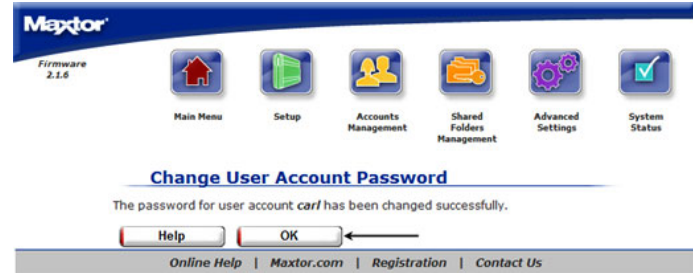 Maxtor
Firmware
2.1.6
Main Menu
Setup
Accounts
Management
Shared
Folders
Management
Advanced
Settings
System
Status
Change User Account Password
The password for user account carl has been changed successfully.
Help
OK
Online Help | Maxtor.com | Registration | Contact Us